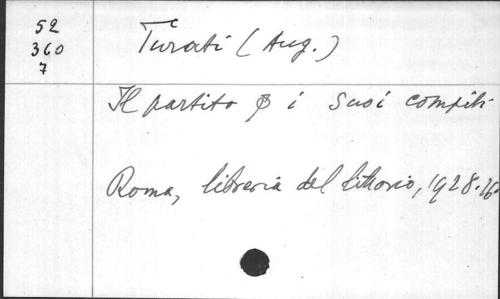 52
360
7
Turati (Aug.)
Il partito e i suoi compiti
Roma, libreria del littorio, 1928. 16°